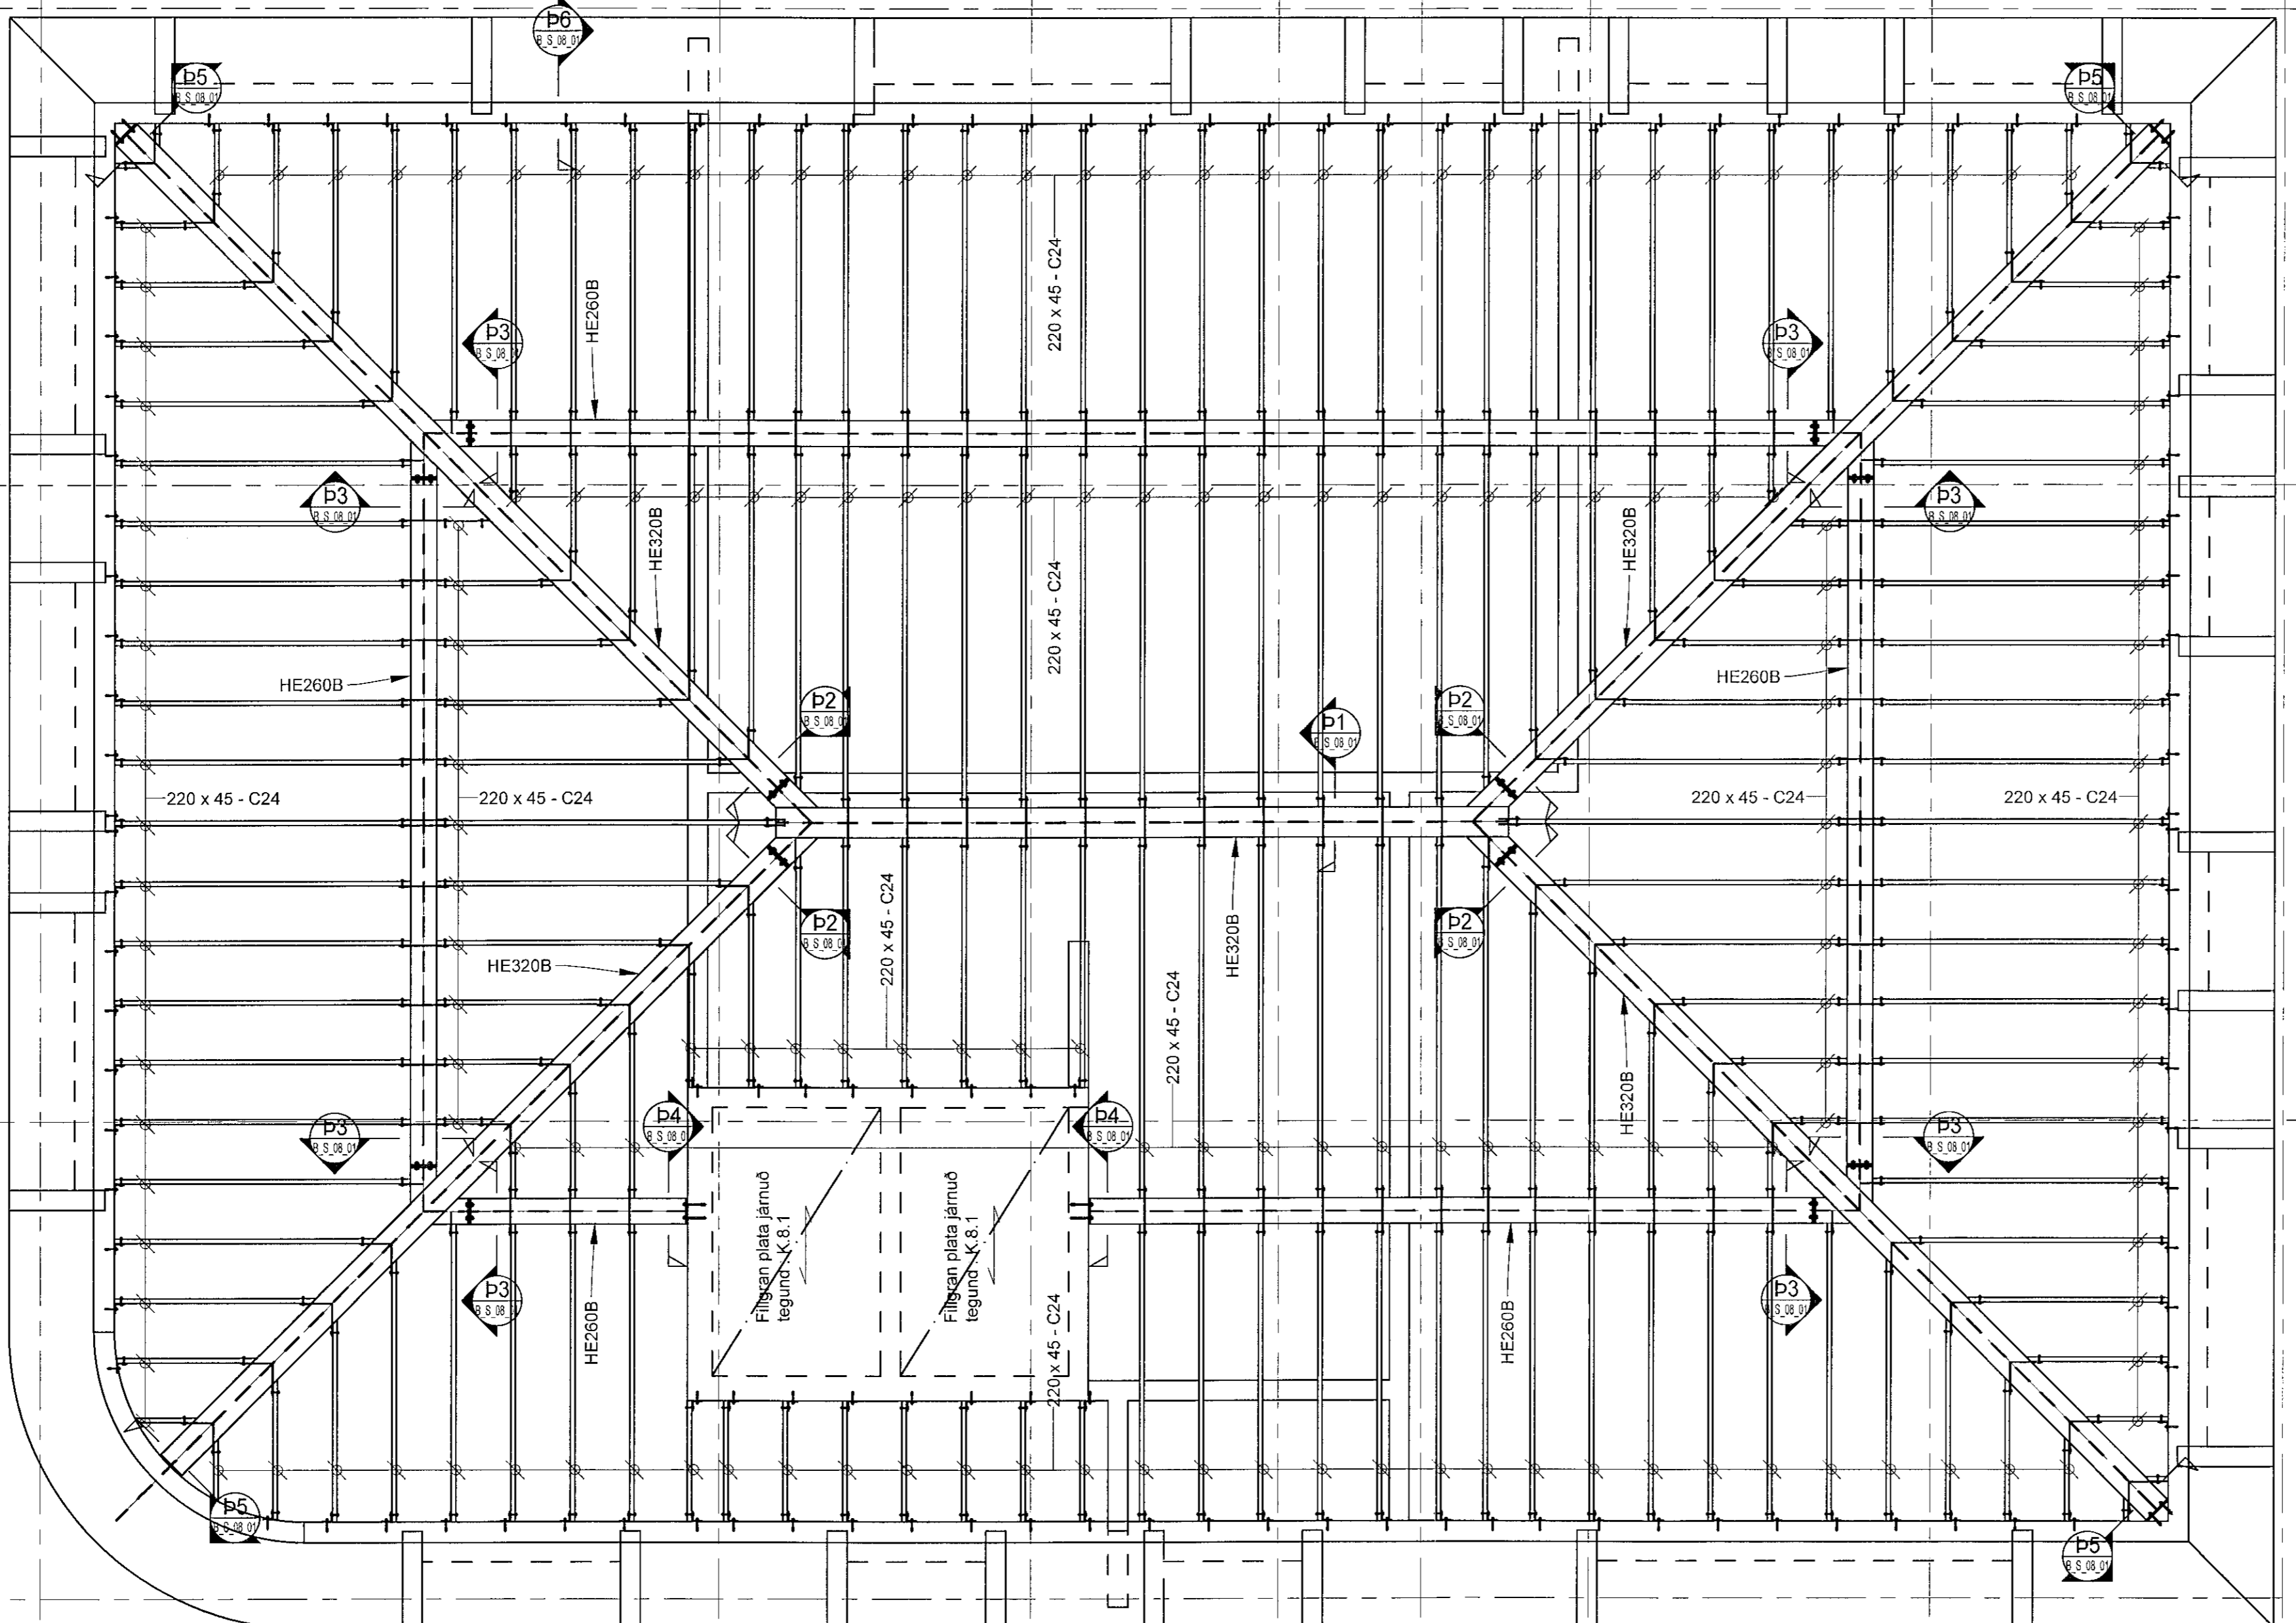 Þ6
B_S_08_01
Þ5
B_S_08_01
Þ5
B_S_08_01
220 x 45 - C24
HE260B
Þ3
B_S_08_01
Þ3
B_S_08_01
Þ3
B_S_08_01
Þ3
B_S_08_01
HE320B
HE320B
220 x 45 - C24
HE260B
HE260B
Þ2
B_S_08_01
Þ2
B_S_08_01
Þ1
B_S_08_01
220 x 45 - C24
220 x 45 - C24
220 x 45 - C24
220 x 45 - C24
220 x 45 - C24
Þ2
B_S_08_01
Þ2
B_S_08_01
HE320B
HE320B
220 x 45 - C24
HE320B
Þ4
B_S_08_01
Þ4
B_S_08_01
Þ3
B_S_08_01
Þ3
B_S_08_01
Filigran plata járnuð
tegund : K.8.1
Filigran plata járnuð
tegund : K.8.1
Þ3
B_S_08_01
Þ3
B_S_08_01
HE260B
HE260B
220 x 45 - C24
Þ5
B_S_08_01
Þ5
B_S_08_01